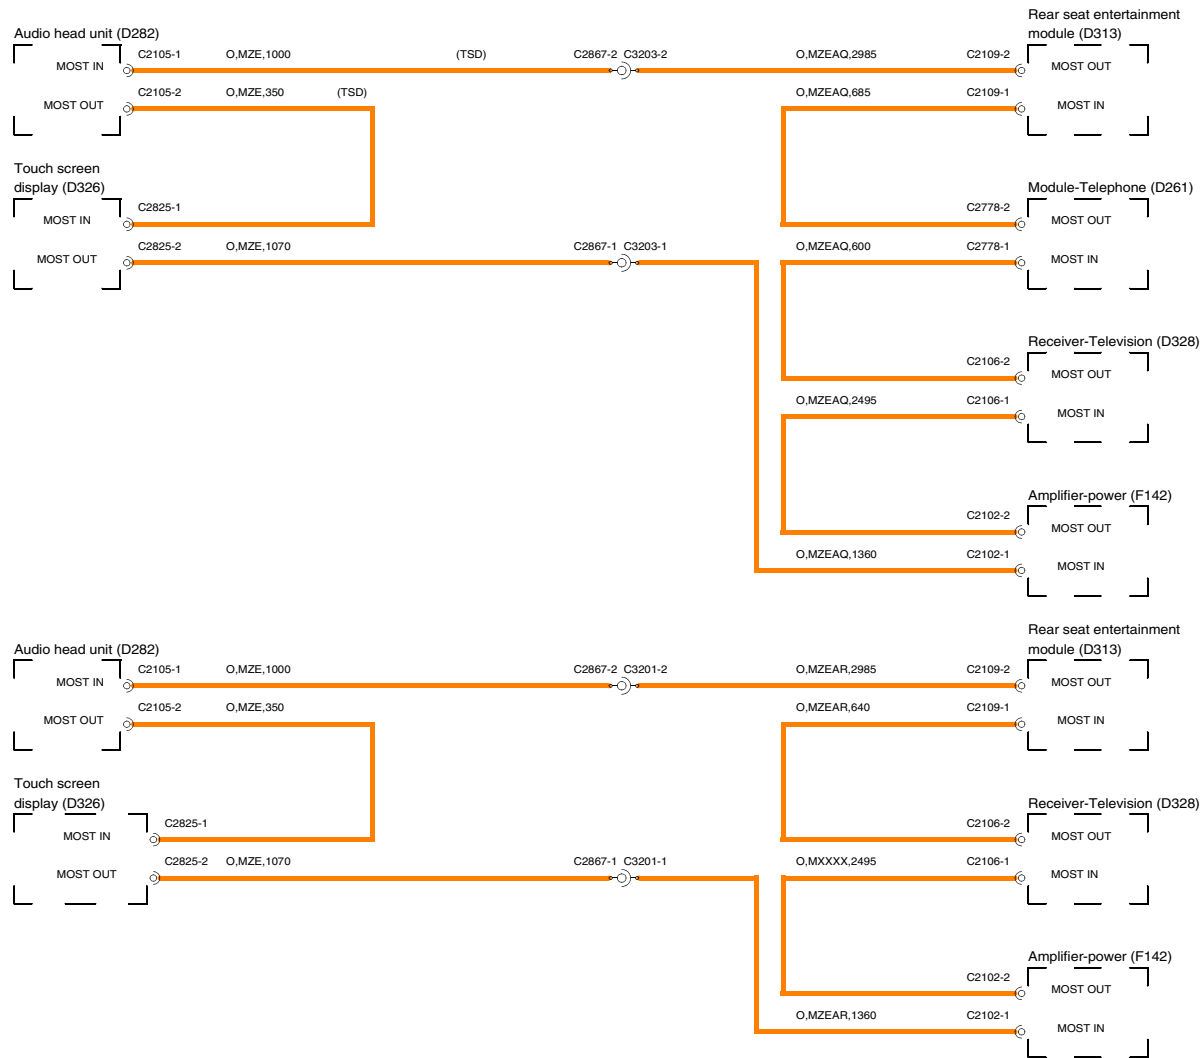 Rear seat entertainment
Audio head unit (D282)
module (D313)
C2105-1 O,MZE,1000 (TSD) C2867-2 C3203-2 O,MZEAQ,2985 C2109-2
MOST IN MOST OUT
C2105-2 O,MZE,350 (TSD) O,MZEAQ,685 C2109-1
MOST OUT MOST IN
Touch screen
display (D326) Module-Telephone (D261)
C2825-1 C2778-2
MOST IN MOST OUT
C2825-2 O,MZE,1070 C2867-1 C3203-1 O,MZEAQ,600 C2778-1
MOST OUT MOST IN
Receiver-Television (D328)
C2106-2
MOST OUT
O,MZEAQ,2495 C2106-1
MOST IN
Amplifier-power (F142)
C2102-2
MOST OUT
O,MZEAQ,1360 C2102-1
MOST IN
Rear seat entertainment
Audio head unit (D282) module (D313)
C2105-1 O,MZE,1000 C2867-2 C3201-2 O,MZEAR,2985 C2109-2
MOST IN MOST OUT
C2105-2 O,MZE,350 O,MZEAR,640 C2109-1
MOST OUT MOST IN
Touch screen
display (D326) Receiver-Television (D328)
C2825-1 C2106-2
MOST IN MOST OUT
C2825-2 O,MZE,1070 C2867-1 C3201-1 O,MXXXX,2495 C2106-1
MOST OUT MOST IN
Amplifier-power (F142)
C2102-2
MOST OUT
O,MZEAR,1360 C2102-1
MOST IN